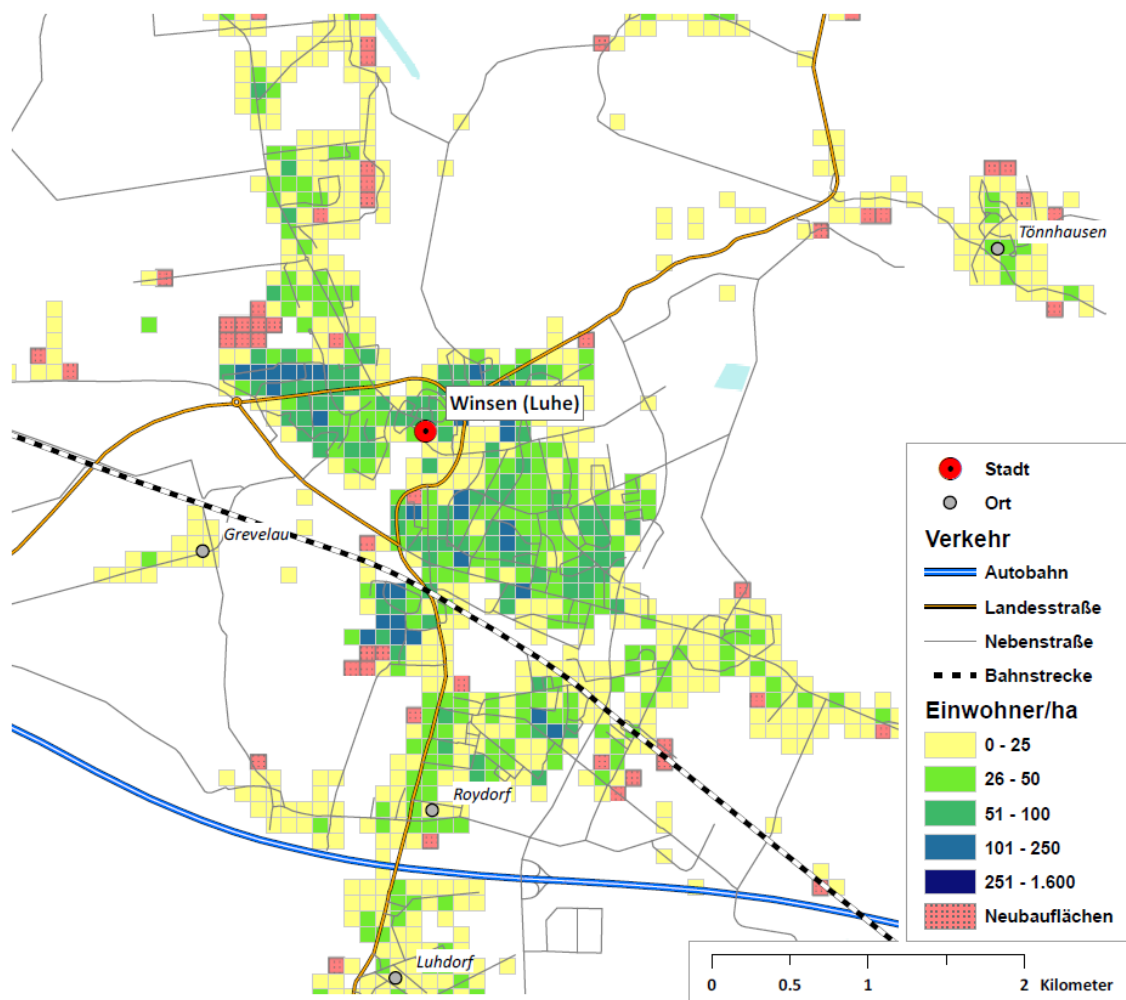 Tönnhausen
Winsen (Luhe)
Grevelau
Roydorf
Luhdorf
Stadt
Ort
Verkehr
Autobahn
Landesstraße
Nebenstraße
Bahnstrecke
Einwohner/ha
0 - 25
26 - 50
51 - 100
101 - 250
251 - 1.600
Neubauflächen
0 0.5 1 2 Kilometer